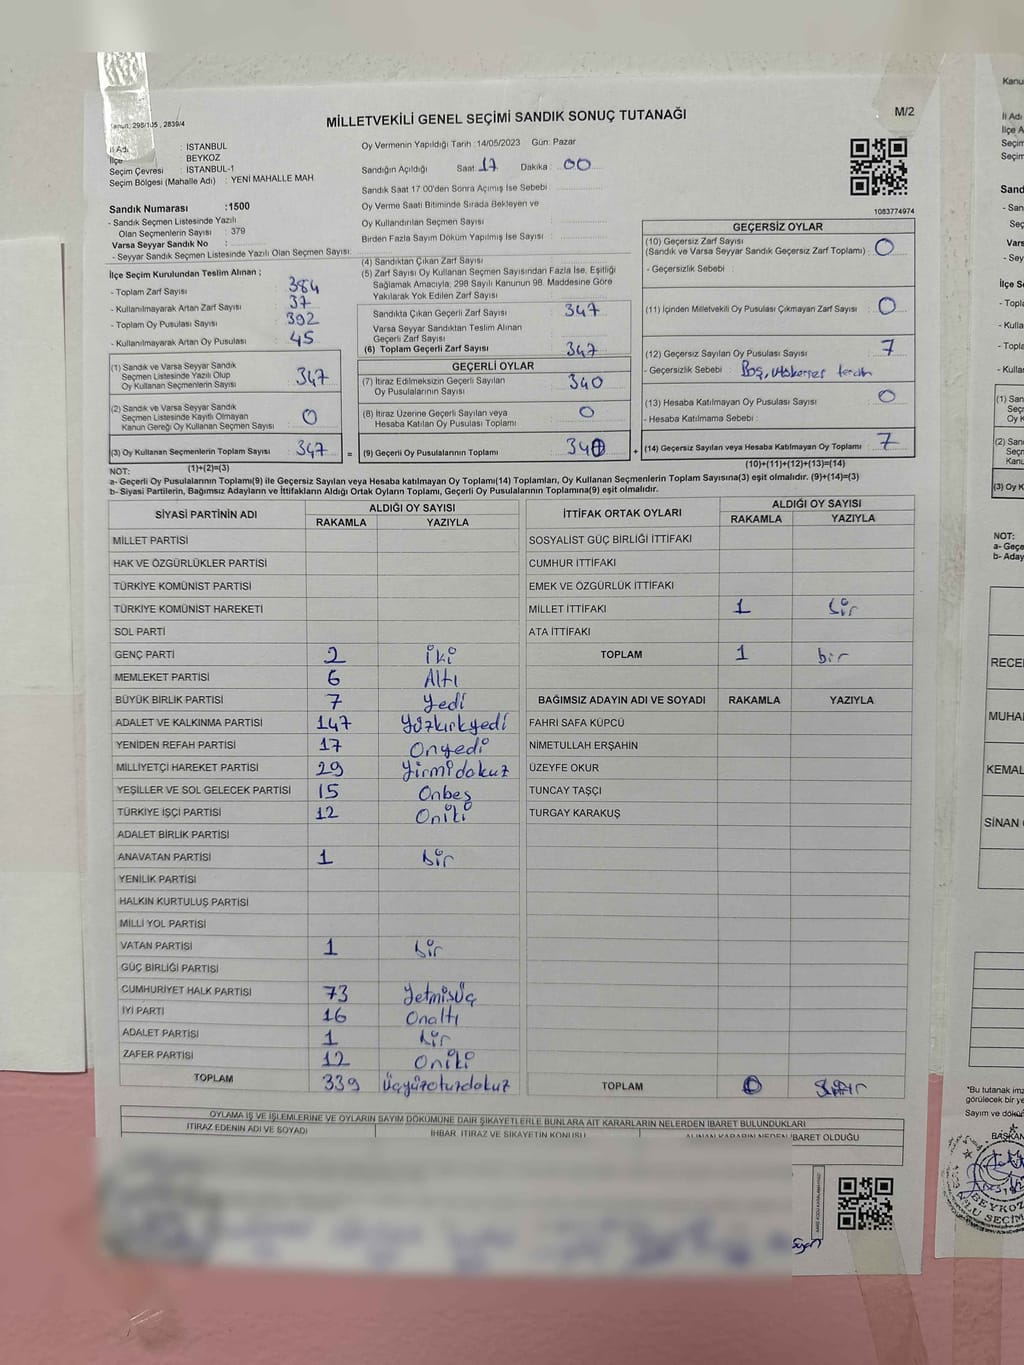 MİLLETVEKİLİ GENEL SEÇİMİ SANDIK SONUÇ TUTANAĞI
M/2
298/105 , 2839/4
: İSTANBUL
İlçe : BEYKOZ
Seçim Çevresi : İSTANBUL-1
Seçim Bölgesi (Mahalle Adı) : YENİ MAHALLE MAH.
Sandık Numarası :1500
- Sandık Seçmen Listesinde Yazılı
Olan Seçmenlerin Sayısı : 379
Varsa Seyyar Sandık No :
- Seyyar Sandık Seçmen Listesinde Yazılı Olan Seçmen Sayısı:
Oy Vermenin Yapıldığı Tarih :14/05/2023 Gün: Pazar
Sandığın Açıldığı Saat 17 Dakika : 00
Sandık Saat 17:00'den Sonra Açımış İse Sebebi
Oy Verme Saati Bitiminde Sırada Bekleyen ve
Oy Kullandırılan Seçmen Sayısı
Birden Fazla Sayım Döküm Yapılmış İse Sayısı :
1083774974
İlçe Seçim Kurulundan Teslim Alınan ;
- Toplam Zarf Sayısı 384
- Kullanılmayarak Artan Zarf Sayısı 37
- Toplam Oy Pusulası Sayısı 392
- Kullanılmayarak Artan Oy Pusulası 45
(1) Sandık ve Varsa Seyyar Sandık
Seçmen Listesinde Yazılı Olup
Oy Kullanan Seçmenlerin Sayısı 347
(2) Sandık ve Varsa Seyyar Sandık
Seçmen Listesinde Kayıtlı Olmayan
Kanun Gereği Oy Kullanan Seçmen Sayısı : 0
(3) Oy Kullanan Seçmenlerin Toplam Sayısı 347 =
(1)+(2)=(3)
(4) Sandıktan Çıkan Zarf Sayısı
(5) Zarf Sayısı Oy Kullanan Seçmen Sayısından Fazla İse, Eşitliği
Sağlamak Amacıyla; 298 Sayılı Kanunun 98. Maddesine Göre
Yakılarak Yok Edilen Zarf Sayısı
Sandıkta Çıkan Geçerli Zarf Sayısı : 347
Varsa Seyyar Sandıktan Teslim Alınan
Geçerli Zarf Sayısı
(6) Toplam Geçerli Zarf Sayısı 347
GEÇERLİ OYLAR
(7) İtiraz Edilmeksizin Geçerli Sayılan
Oy Pusulalarının Sayısı 340
(8) İtiraz Üzerine Geçerli Sayılan veya
Hesaba Katılan Oy Pusulası Toplamı 0
(9) Geçerli Oy Pusulalarının Toplamı 340 +
GEÇERSİZ OYLAR
(10) Geçersiz Zarf Sayısı
(Sandık ve Varsa Seyyar Sandık Geçersiz Zarf Toplamı) : 0
- Geçersizlik Sebebi :
(11) İçinden Milletvekili Oy Pusulası Çıkmayan Zarf Sayısı : 0
(12) Geçersiz Sayılan Oy Pusulası Sayısı 7
- Geçersizlik Sebebi : Boş,
(13) Hesaba Katılmayan Oy Pusulası Sayısı 0
- Hesaba Katılmama Sebebi :
(14) Geçersiz Sayılan veya Hesaba Katılmayan Oy Toplamı 7
(10)+(11)+(12)+(13)=(14)
NOT:
a- Geçerli Oy Pusulalarının Toplamı(9) ile Geçersiz Sayılan veya Hesaba katılmayan Oy Toplamı(14) Toplamları, Oy Kullanan Seçmenlerin Toplam Sayısına(3) eşit olmalıdır. (9)+(14)=(3)
b- Siyasi Partilerin, Bağımsız Adayların ve İttifakların Aldığı Ortak Oyların Toplamı, Geçerli Oy Pusulalarının Toplamına(9) eşit olmalıdır.
SİYASİ PARTİNİN ADI ALDIĞI OY SAYISI
RAKAMLA YAZIYLA
MİLLET PARTİSİ
HAK VE ÖZGÜRLÜKLER PARTİSİ
TÜRKİYE KOMÜNİST PARTİSİ
TÜRKİYE KOMÜNİST HAREKETİ
SOL PARTİ
GENÇ PARTİ 2 iki
MEMLEKET PARTİSİ 6 Altı
BÜYÜK BİRLİK PARTİSİ 7 Yedi
ADALET VE KALKINMA PARTİSİ 147 Yüzkırkyedi
YENİDEN REFAH PARTİSİ 17 Onyedi
MİLLİYETÇİ HAREKET PARTİSİ 29 Yirmidokuz
YEŞİLLER VE SOL GELECEK PARTİSİ 15 Onbeş
TÜRKİYE İŞÇİ PARTİSİ 12 Oniki
ADALET BİRLİK PARTİSİ
ANAVATAN PARTİSİ 1 bir
YENİLİK PARTİSİ
HALKIN KURTULUŞ PARTİSİ
MİLLİ YOL PARTİSİ
VATAN PARTİSİ 1 bir
GÜÇ BİRLİĞİ PARTİSİ
CUMHURİYET HALK PARTİSİ 73 Yetmişüç
İYİ PARTİ 16 Onaltı
ADALET PARTİSİ 1 bir
ZAFER PARTİSİ 12 Oniki
TOPLAM 339 Üçyüzotuzdokuz
İTTİFAK ORTAK OYLARI ALDIĞI OY SAYISI
RAKAMLA YAZIYLA
SOSYALİST GÜÇ BİRLİĞİ İTTİFAKI
CUMHUR İTTİFAKI
EMEK VE ÖZGÜRLÜK İTTİFAKI
MİLLET İTTİFAKI 1 bir
ATA İTTİFAKI
TOPLAM 1 bir
BAĞIMSIZ ADAYIN ADI VE SOYADI RAKAMLA YAZIYLA
FAHRİ SAFA KÜPCÜ
NİMETULLAH ERŞAHİN
ÜZEYFE OKUR
TUNCAY TAŞÇI
TURGAY KARAKUŞ
TOPLAM 0 Sıfır
OYLAMA İŞ VE İŞLEMLERİNE VE OYLARIN SAYIM DÖKÜMÜNE DAİR ŞİKAYETLERLE BUNLARA AİT KARARLARIN NELERDEN İBARET BULUNDUKLARI
İTİRAZ EDENİN ADI VE SOYADI İHBAR, İTİRAZ VE ŞİKAYETİN KONUSU ALINAN KARARIN NEDEN İBARET OLDUĞU
Kanu
İl Adı
İlçe
Seçim
Seçim
Sand
NOT:
a- Geçe
b- Aday
RECE
MUHA
KEMAL
SİNAN
*Bu tutanak imz
görülecek bir ye
Sayım ve dökü
BAŞKAN
BEYKOZ
SEÇİM